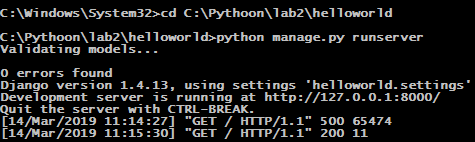 C:\Windows\System32>cd C:\Pythoon\lab2\helloworld
C:\Pythoon\lab2\helloworld>python manage.py runserver
Validating models...
0 errors found
Django version 1.4.13, using settings 'helloworld.settings'
Development server is running at http://127.0.0.1:8000/
Quit the server with CTRL-BREAK.
[14/Mar/2019 11:14:27] "GET / HTTP/1.1" 500 65474
[14/Mar/2019 11:15:30] "GET / HTTP/1.1" 200 11